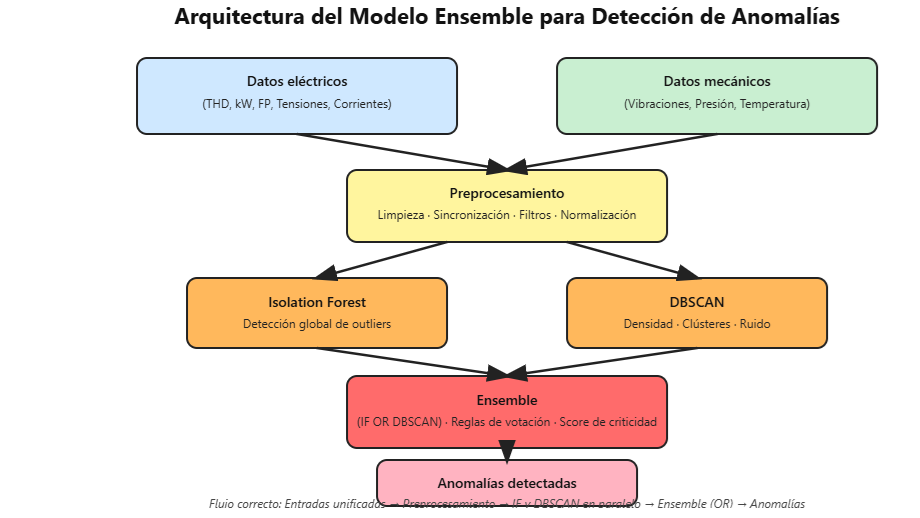 Arquitectura del Modelo Ensemble para Detección de Anomalías
Datos eléctricos
(THD, kW, FP, Tensiones, Corrientes)
Datos mecánicos
(Vibraciones, Presión, Temperatura)
Preprocesamiento
Limpieza · Sincronización · Filtros · Normalización
Isolation Forest
Detección global de outliers
DBSCAN
Densidad · Clústeres · Ruido
Ensemble
(IF OR DBSCAN) · Reglas de votación · Score de criticidad
Anomalías detectadas
Flujo correcto: Entradas unificadas → Preprocesamiento → IF y DBSCAN en paralelo → Ensemble (OR) → Anomalías